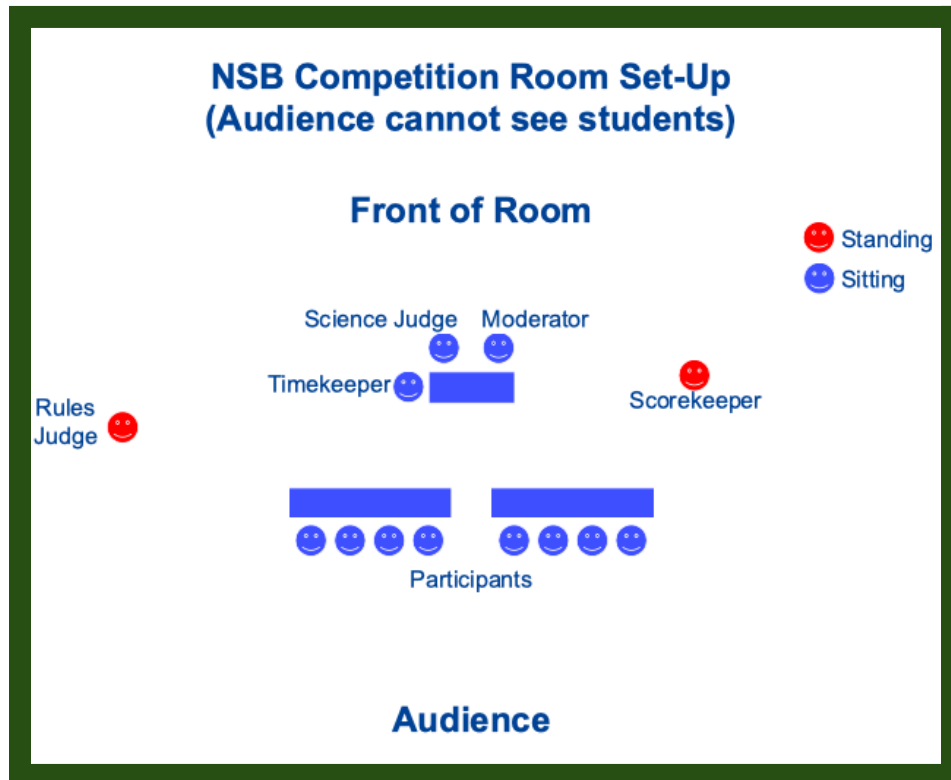 NSB Competition Room Set-Up
(Audience cannot see students)
Front of Room
Standing
Sitting
Science Judge
Moderator
Timekeeper
Scorekeeper
Rules
Judge
Participants
Audience